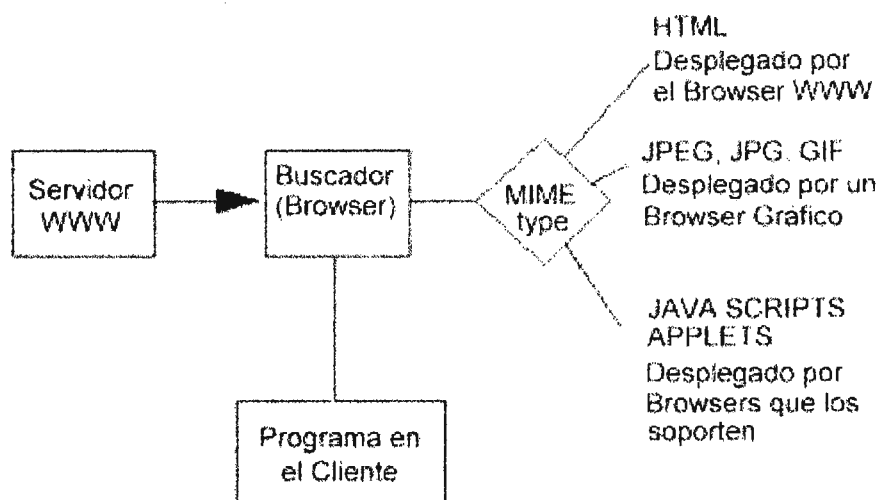 HTML
Desplegado por
el Browser WWW
JPEG, JPG. GIF
Desplegado por un
Browser Gráfico
Servidor
WWW
Buscador
(Browser)
MIME
type
JAVA SCRIPTS
APPLETS
Desplegado por
Browsers que los
soporten
Programa en
el Cliente